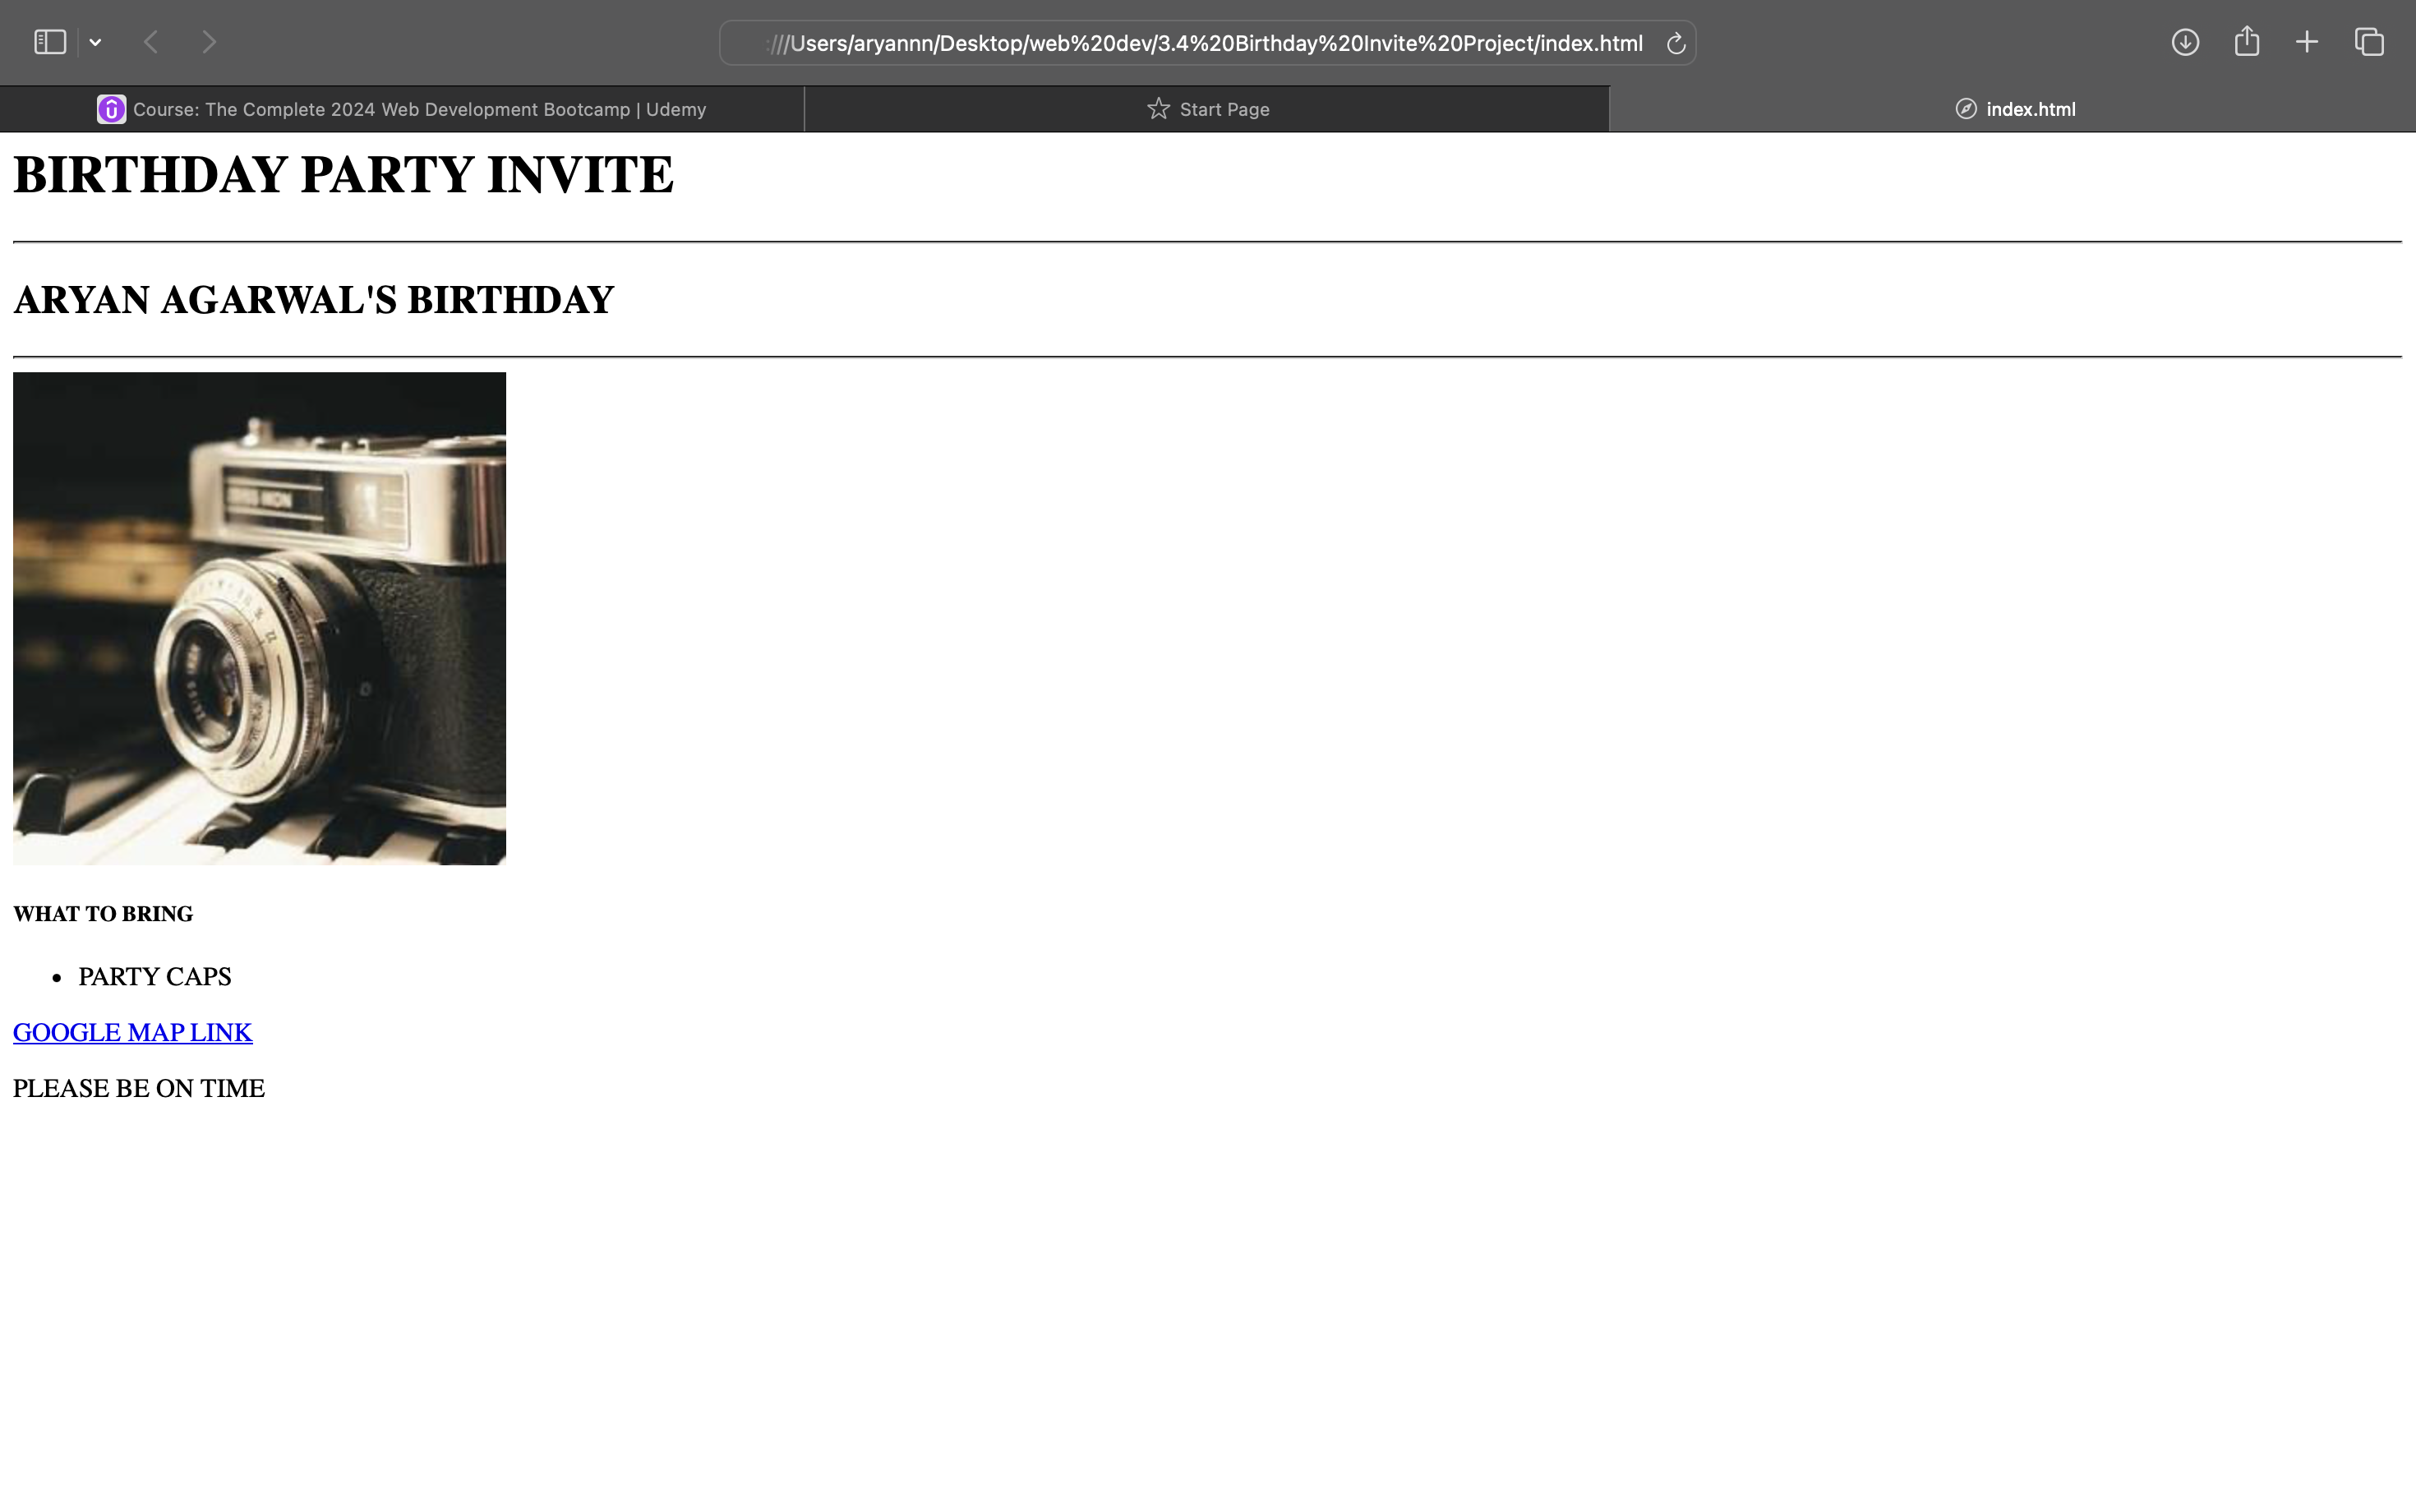 :///Users/aryannn/Desktop/web%20dev/3.4%20Birthday%20Invite%20Project/index.html
Course: The Complete 2024 Web Development Bootcamp | Udemy
Start Page
index.html
BIRTHDAY PARTY INVITE
ARYAN AGARWAL'S BIRTHDAY
WHAT TO BRING
PARTY CAPS
GOOGLE MAP LINK
PLEASE BE ON TIME